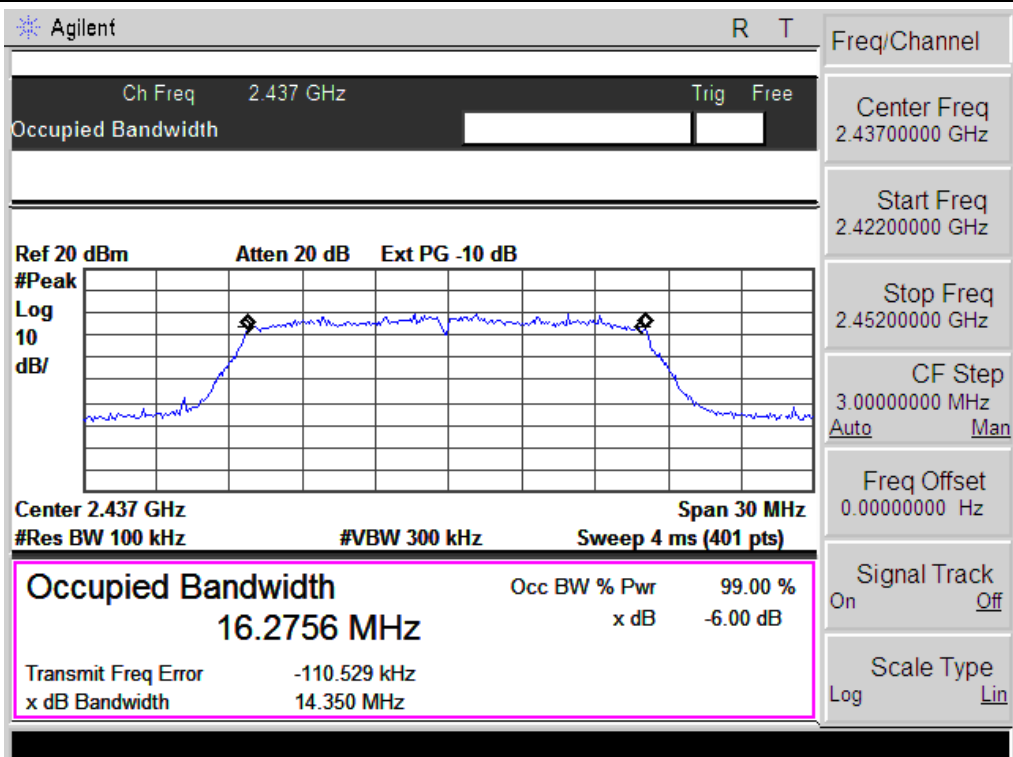 Agilent R T
Ch Freq 2.437 GHz Trig Free
Occupied Bandwidth
Ref 20 dBm Atten 20 dB Ext PG -10 dB
#Peak
Log
10
dB/
Center 2.437 GHz Span 30 MHz
#Res BW 100 kHz #VBW 300 kHz Sweep 4 ms (401 pts)
Occupied Bandwidth Occ BW % Pwr 99.00 %
16.2756 MHz x dB -6.00 dB
Transmit Freq Error -110.529 kHz
x dB Bandwidth 14.350 MHz
Freq/Channel
Center Freq
2.43700000 GHz
Start Freq
2.42200000 GHz
Stop Freq
2.45200000 GHz
CF Step
3.00000000 MHz
Auto Man
Freq Offset
0.00000000 Hz
Signal Track
On Off
Scale Type
Log Lin